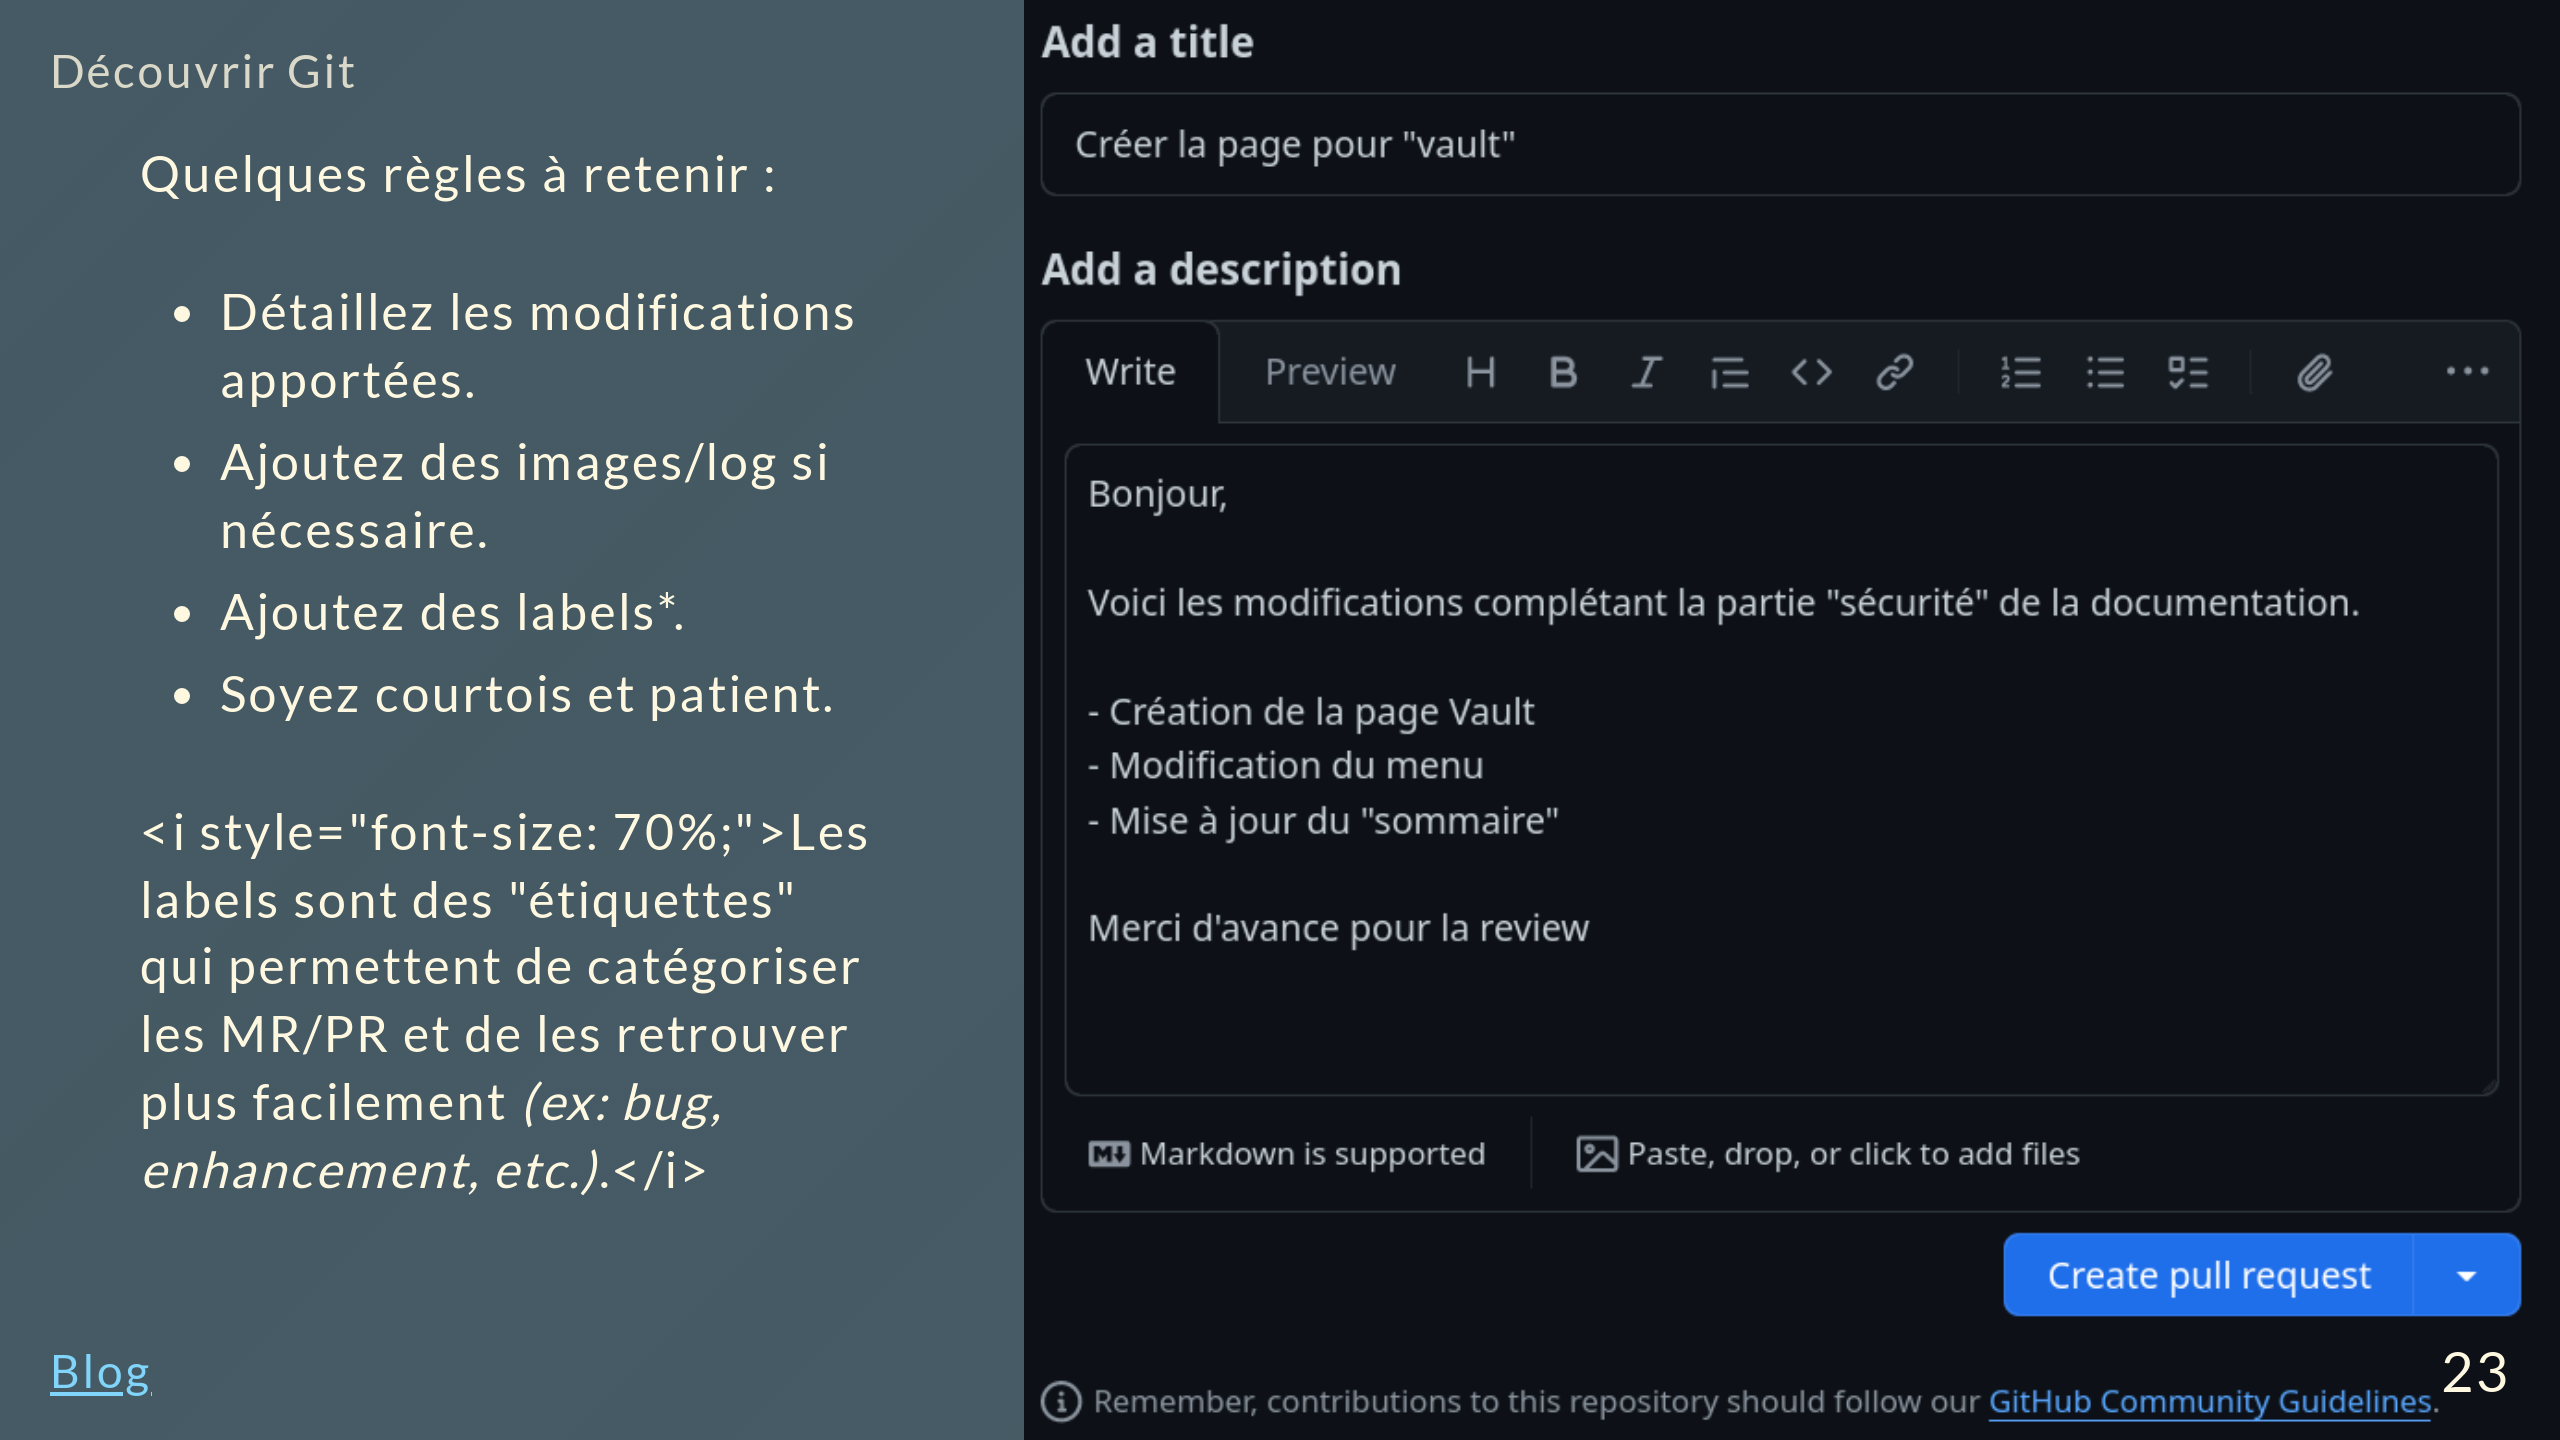 Découvrir Git
Quelques règles à retenir :
• Détaillez les modifications
apportées.
• Ajoutez des images/log si
nécessaire.
• Ajoutez des labels*.
• Soyez courtois et patient.
<i style="font-size: 70%;">Les
labels sont des "étiquettes"
qui permettent de catégoriser
les MR/PR et de les retrouver
plus facilement (ex: bug,
enhancement, etc.).</i>
Blog
Add a title
Créer la page pour "vault"
Add a description
Write Preview
Bonjour,
Voici les modifications complétant la partie "sécurité" de la documentation.
- Création de la page Vault
- Modification du menu
- Mise à jour du "sommaire"
Merci d'avance pour la review
Markdown is supported
Paste, drop, or click to add files
Create pull request
Remember, contributions to this repository should follow our GitHub Community Guidelines.
23